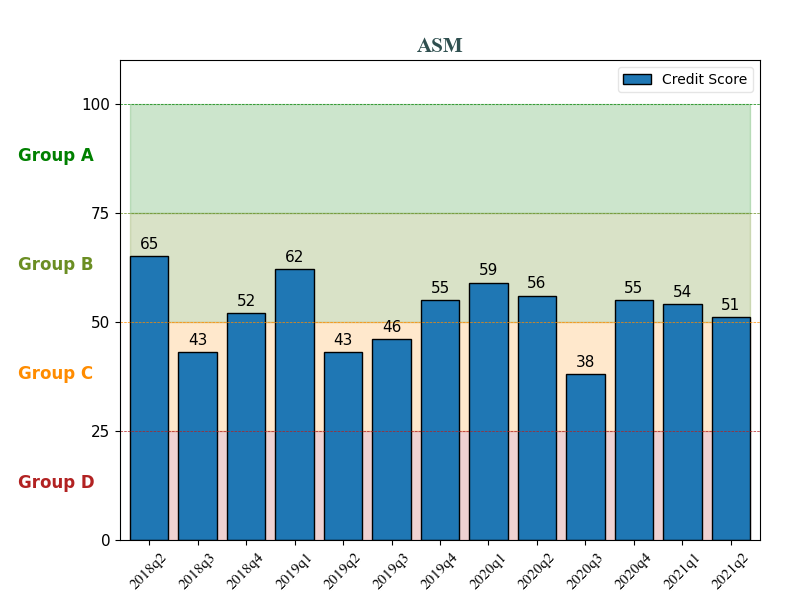 ASM
Credit Score
100
Group A
75
Group B
50
Group C
25
Group D
0
65
43
52
62
43
46
55
59
56
38
55
54
51
2018q2
2018q3
2018q4
2019q1
2019q2
2019q3
2019q4
2020q1
2020q2
2020q3
2020q4
2021q1
2021q2